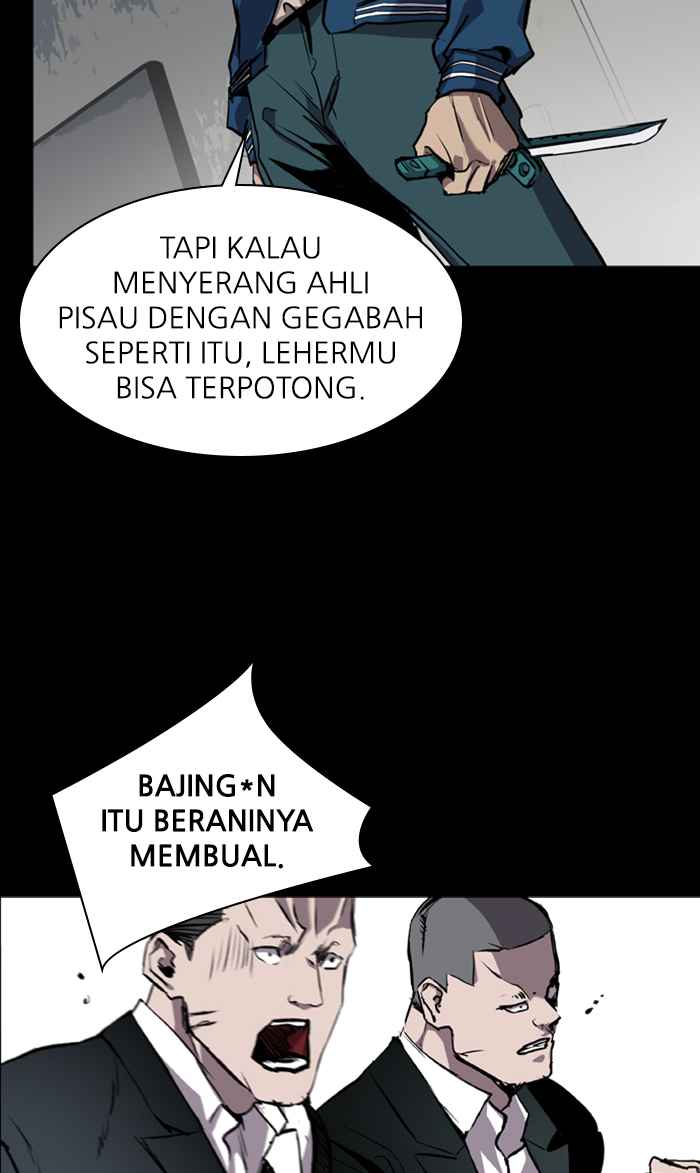 TAPI KALAU
MENYERANG AHLI
PISAU DENGAN GEGABAH
SEPERTI ITU, LEHERMU
BISA TERPOTONG.
BAJING*N
ITU BERANINYA
MEMBUAL.